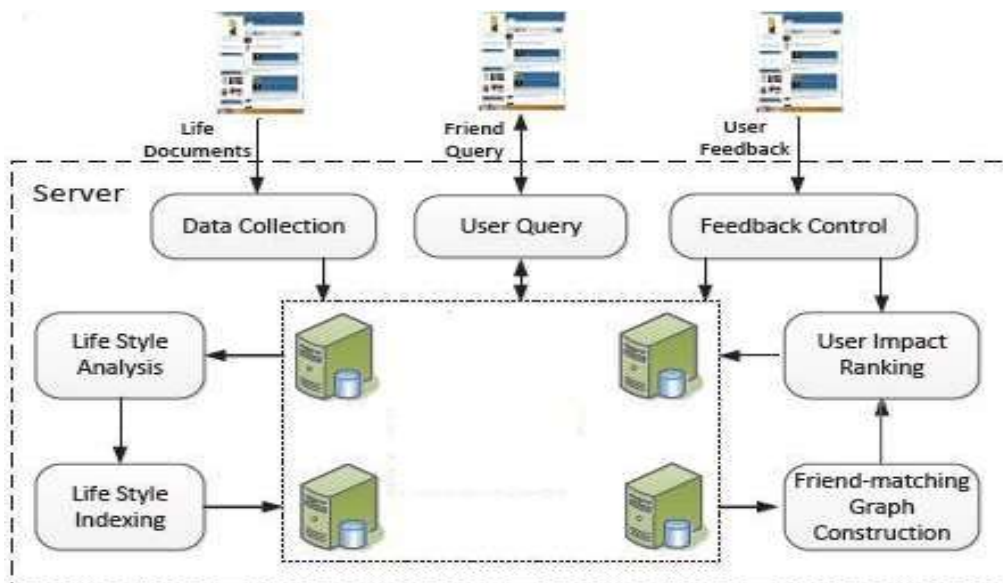 Life
Documents
Friend
Query
User
Feedback
Server
Data Collection
User Query
Feedback Control
Life Style
Analysis
User Impact
Ranking
Life Style
Indexing
Friend-matching
Graph
Construction